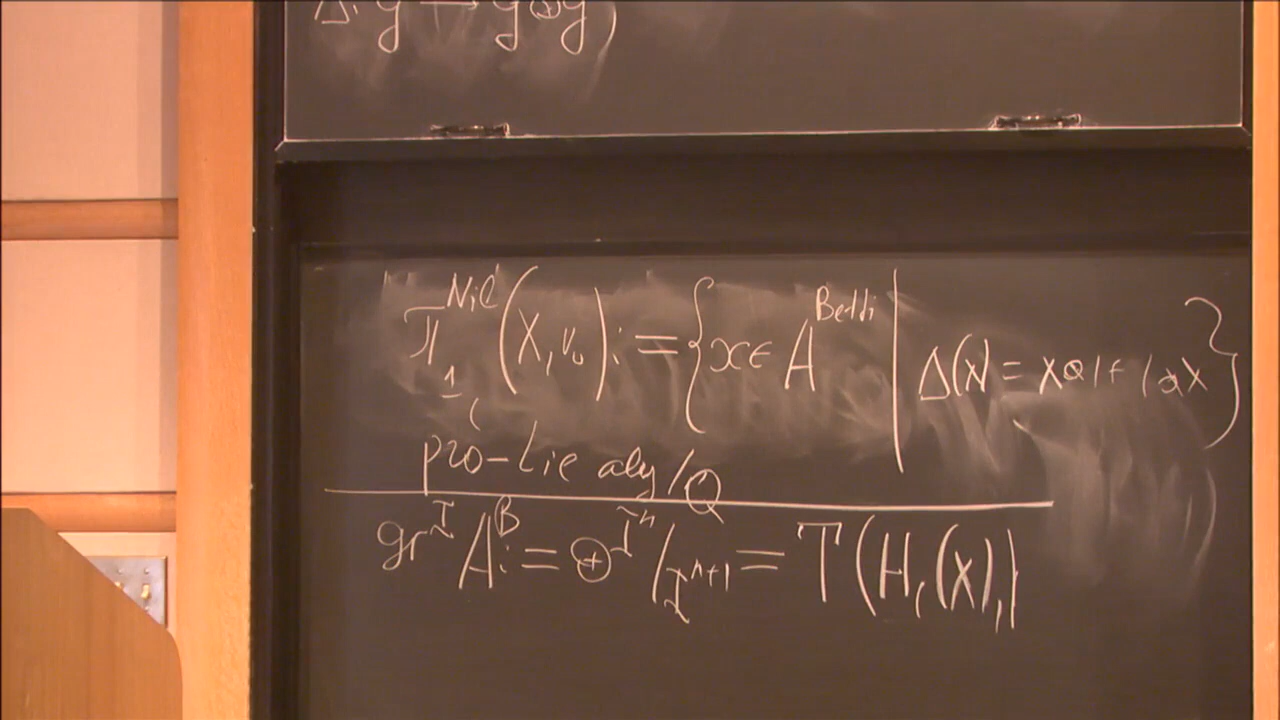 Δ: g → g⊗g)
π₁^Nil (X, v₀) := { x ∈ A^Betti | Δ(x) = x⊗1 + 1⊗x }
pro-Lie alg/Q
gr^I A^B := ⊕ I^n / I^{n+1} = T(H₁(X),)